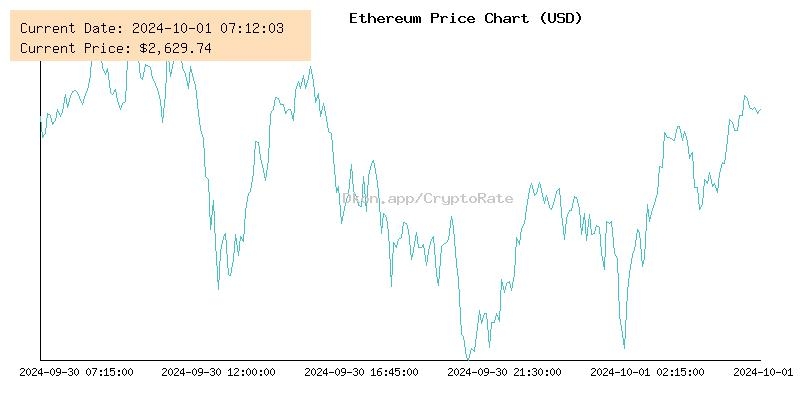 Ethereum Price Chart (USD)
Current Date: 2024-10-01 07:12:03
Current Price: $2,629.74
Dkon.app/CryptoRate
2024-09-30 07:15:00 2024-09-30 12:00:00 2024-09-30 16:45:00 2024-09-30 21:30:00 2024-10-01 02:15:00 2024-10-01